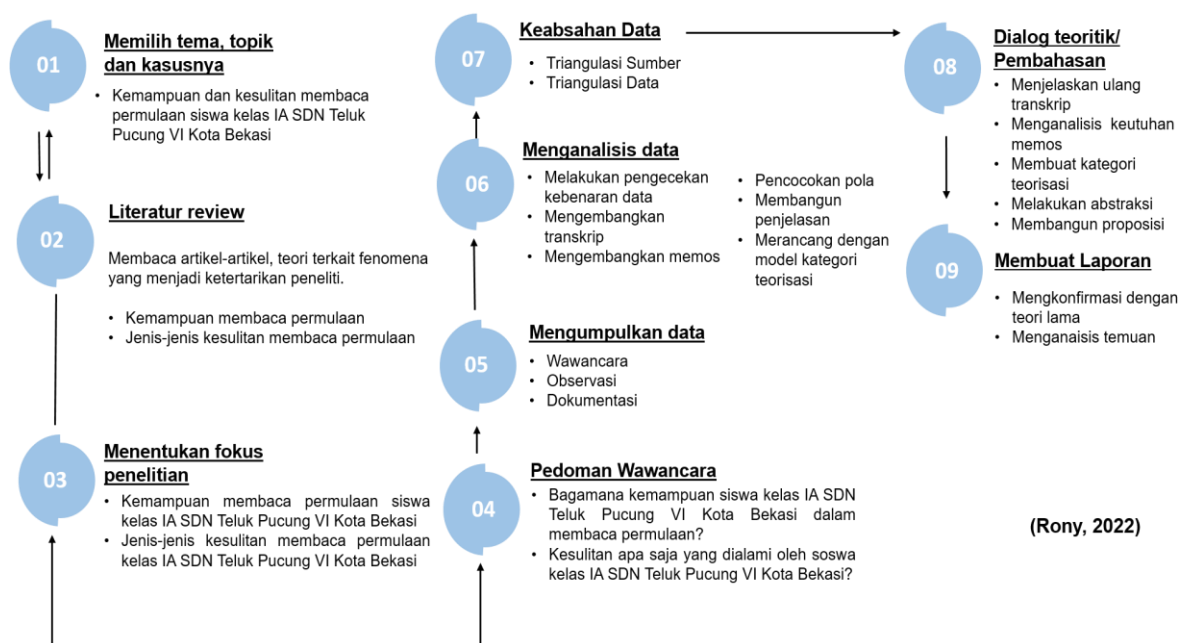 01
Memilih tema, topik
dan kasusnya
• Kemampuan dan kesulitan membaca
permulaan siswa kelas IA SDN Teluk
Pucung VI Kota Bekasi
02
Literatur review
Membaca artikel-artikel, teori terkait fenomena
yang menjadi ketertarikan peneliti.
• Kemampuan membaca permulaan
• Jenis-jenis kesulitan membaca permulaan
03
Menentukan fokus
penelitian
• Kemampuan membaca permulaan siswa
kelas IA SDN Teluk Pucung VI Kota Bekasi
• Jenis-jenis kesulitan membaca permulaan
kelas IA SDN Teluk Pucung VI Kota Bekasi
04
Pedoman Wawancara
• Bagamana kemampuan siswa kelas IA SDN
Teluk Pucung VI Kota Bekasi dalam
membaca permulaan?
• Kesulitan apa saja yang dialami oleh soswa
kelas IA SDN Teluk Pucung VI Kota Bekasi?
05
Mengumpulkan data
• Wawancara
• Observasi
• Dokumentasi
06
Menganalisis data
• Melakukan pengecekan
kebenaran data
• Mengembangkan
transkrip
• Mengembangkan memos
• Pencocokan pola
• Membangun
penjelasan
• Merancang dengan
model kategori
teorisasi
07
Keabsahan Data
• Triangulasi Sumber
• Triangulasi Data
08
Dialog teoritik/
Pembahasan
• Menjelaskan ulang
transkrip
• Menganalisis keutuhan
memos
• Membuat kategori
teorisasi
• Melakukan abstraksi
• Membangun proposisi
09
Membuat Laporan
• Mengkonfirmasi dengan
teori lama
• Menganaisis temuan
(Rony, 2022)